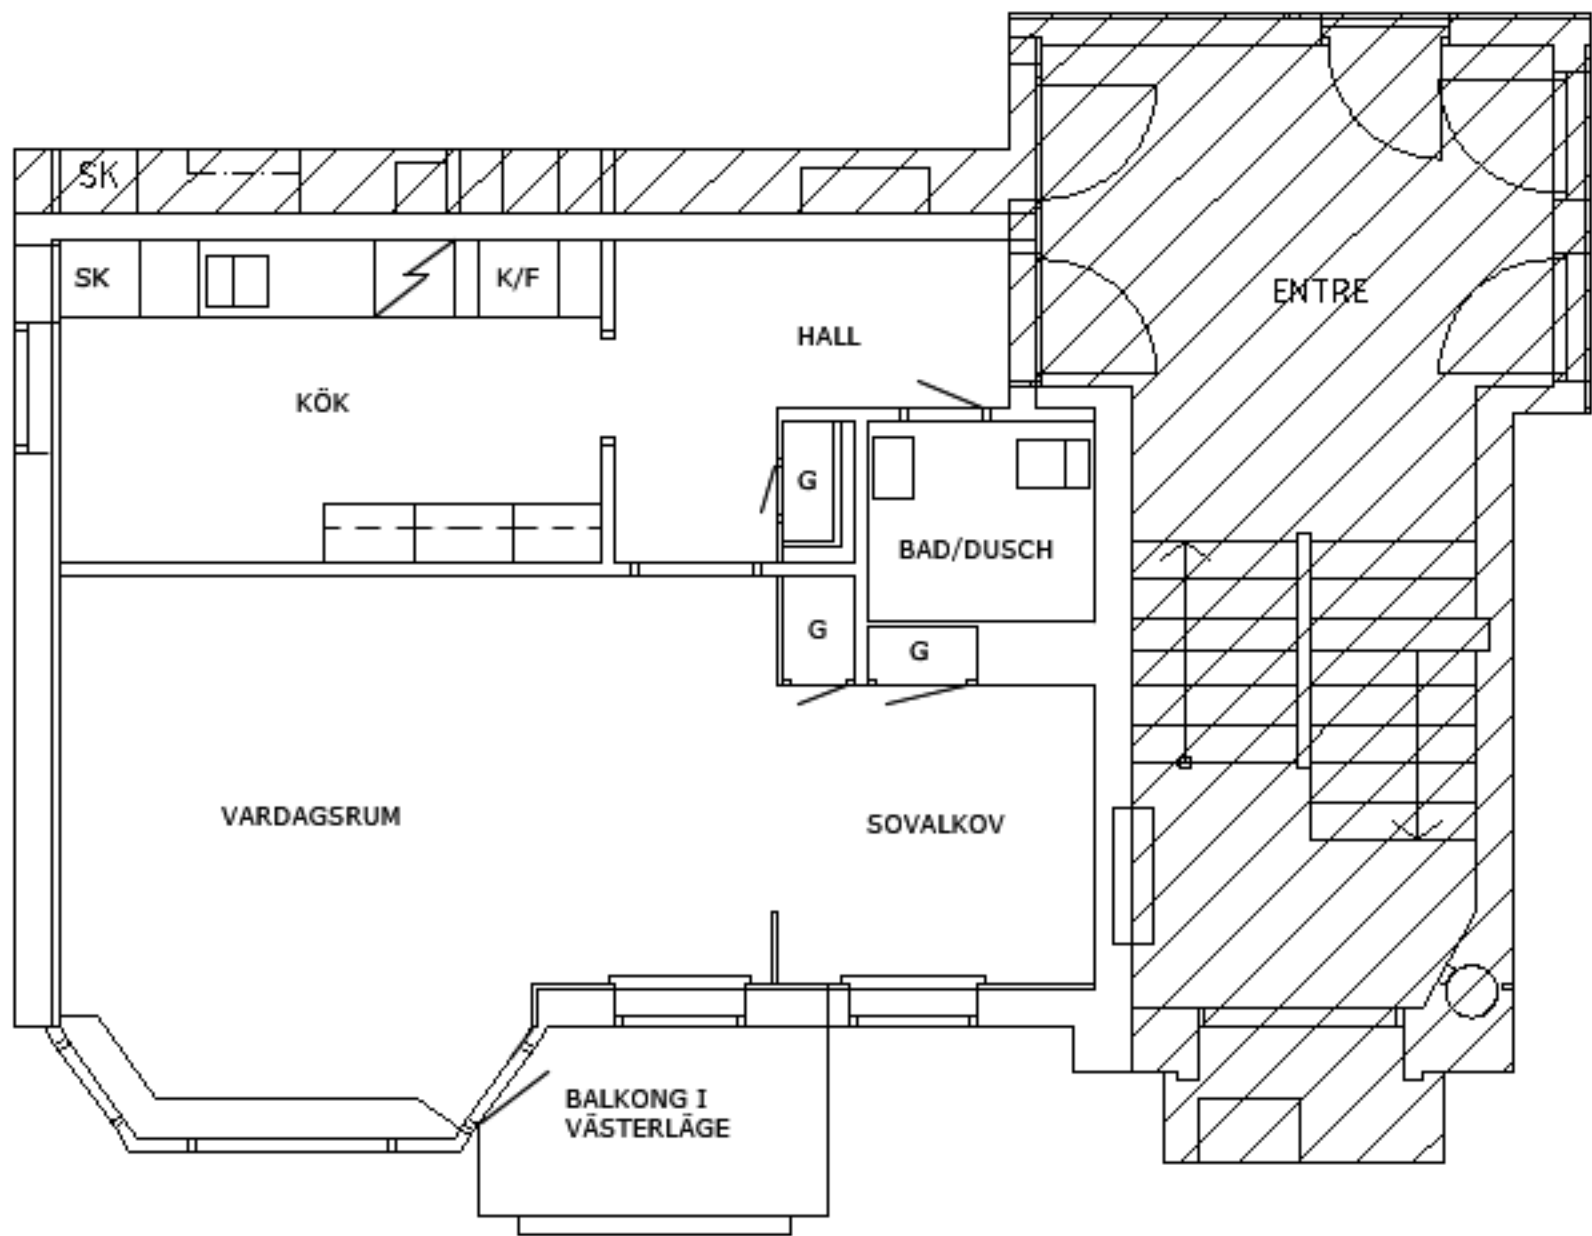 SK
SK
K/F
ENTRE
HALL
KÖK
G
BAD/DUSCH
G
G
VARDAGSRUM
SOVALKOV
BALKONG I
VÄSTERLÄGE